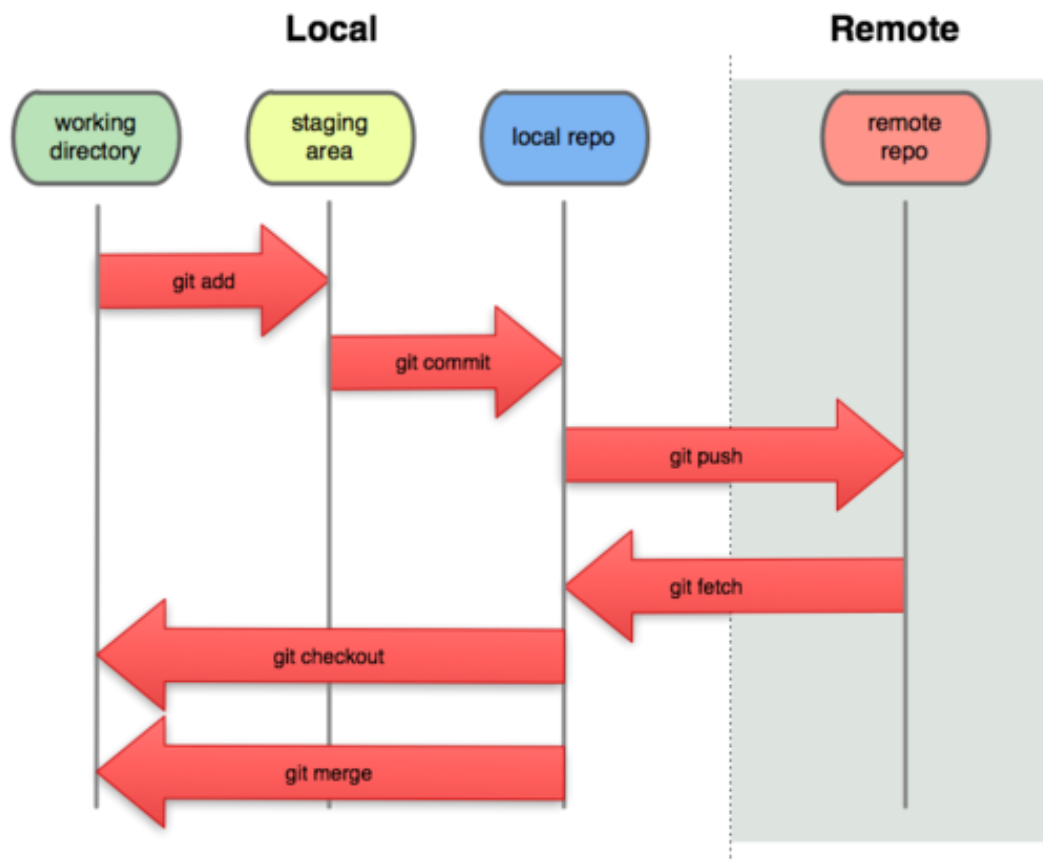 Local
Remote
working
directory
staging
area
local repo
remote
repo
git add
git commit
git push
git fetch
git checkout
git merge